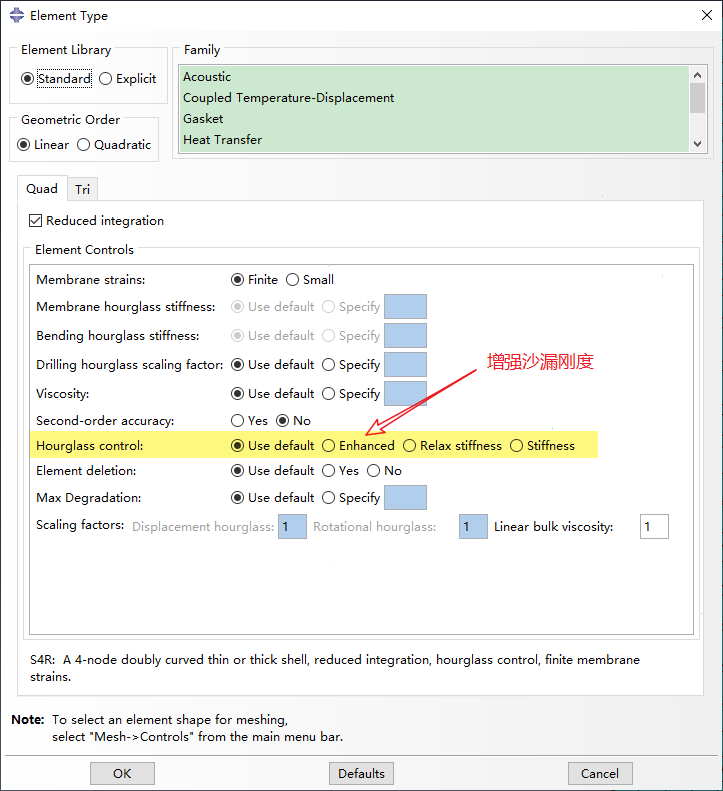 Element Type
Element Library
Standard Explicit
Geometric Order
Linear Quadratic
Family
Acoustic
Coupled Temperature-Displacement
Gasket
Heat Transfer
Quad Tri
Reduced integration
Element Controls
Membrane strains: Finite Small
Membrane hourglass stiffness: Use default Specify
Bending hourglass stiffness: Use default Specify
Drilling hourglass scaling factor: Use default Specify
增强沙漏刚度
Viscosity: Use default Specify
Second-order accuracy: Yes No
Hourglass control: Use default Enhanced Relax stiffness Stiffness
Element deletion: Use default Yes No
Max Degradation: Use default Specify
Scaling factors: Displacement hourglass: 1 Rotational hourglass: 1 Linear bulk viscosity: 1
S4R: A 4-node doubly curved thin or thick shell, reduced integration, hourglass control, finite membrane
strains.
Note: To select an element shape for meshing,
select "Mesh->Controls" from the main menu bar.
OK Defaults Cancel